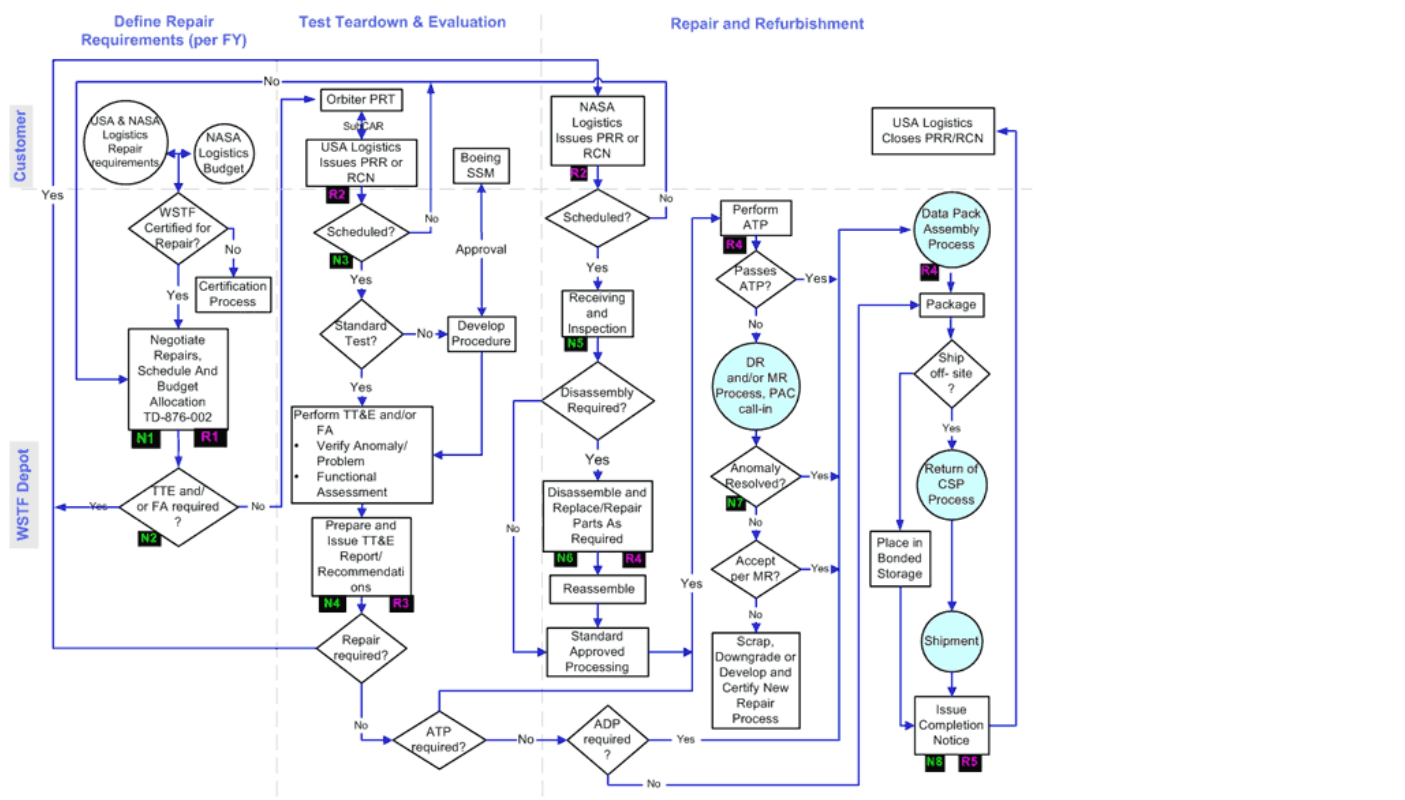 Define Repair
Requirements (per FY)
Test Teardown & Evaluation
Repair and Refurbishment
Customer
WSTF Depot
No
Yes
USA & NASA
Logistics
Repair
requirements
NASA
Logistics
Budget
WSTF
Certified for
Repair?
No
Certification
Process
Yes
Negotiate
Repairs,
Schedule And
Budget
Allocation
TD-876-002
N1
R1
TTE and/
or FA required
?
Yes
No
N2
Orbiter PRT
SubCAR
USA Logistics
Issues PRR or
RCN
R2
Scheduled?
No
N3
Yes
Standard
Test?
No
Develop
Procedure
Approval
Boeing
SSM
Yes
Perform TT&E and/or
FA
• Verify Anomaly/
Problem
• Functional
Assessment
Prepare and
Issue TT&E
Report/
Recommendati
ons
N4
R3
Repair
required?
No
ATP
required?
No
ADP
required
?
Yes
No
NASA
Logistics
Issues PRR or
RCN
R2
Scheduled?
No
Yes
Receiving
and
Inspection
N5
Disassembly
Required?
No
Yes
Disassemble and
Replace/Repair
Parts As
Required
N6
R4
Reassemble
Standard
Approved
Processing
Yes
Perform
ATP
R4
Passes
ATP?
Yes
No
DR
and/or MR
Process, PAC
call-in
Anomaly
Resolved?
Yes
N7
No
Accept
per MR?
Yes
No
Scrap,
Downgrade or
Develop and
Certify New
Repair
Process
USA Logistics
Closes PRR/RCN
Data Pack
Assembly
Process
R4
Package
Ship
off- site
?
Yes
Return of
CSP
Process
Place in
Bonded
Storage
Shipment
Issue
Completion
Notice
N8
R5